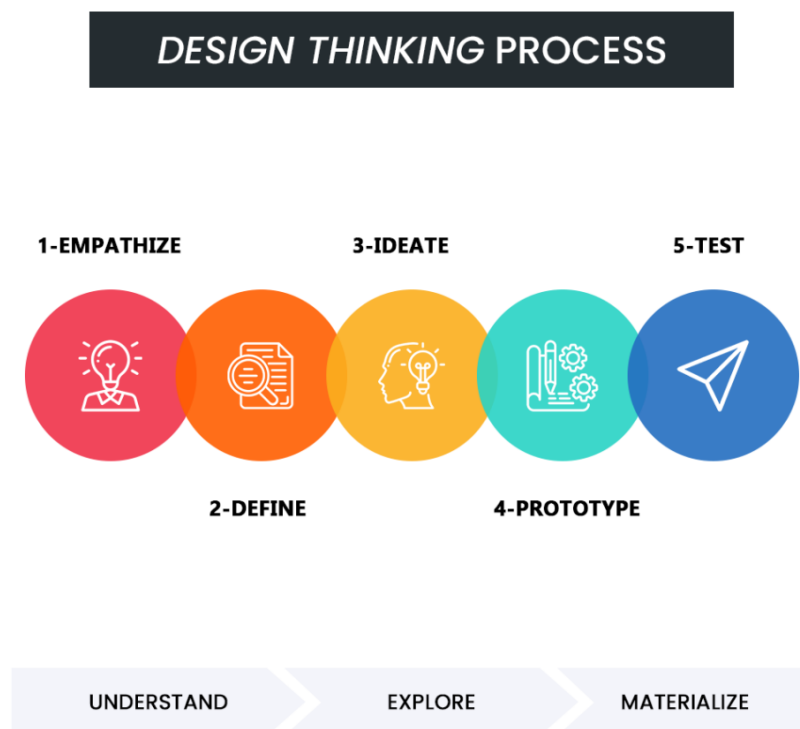 DESIGN THINKING PROCESS
1-EMPATHIZE
3-IDEATE
5-TEST
2-DEFINE
4-PROTOTYPE
UNDERSTAND
EXPLORE
MATERIALIZE